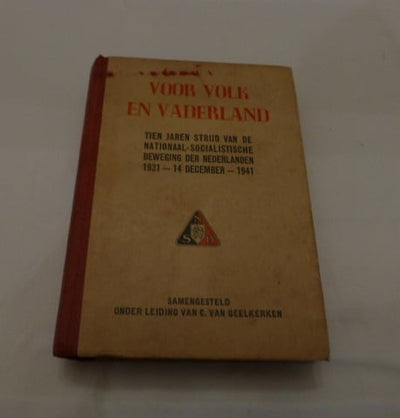 VOOR VOLK
EN VADERLAND
TIEN JAREN STRIJD VAN DE
NATIONAAL-SOCIALISTISCHE
BEWEGING DER NEDERLANDEN
1931 — 14 DECEMBER — 1941
N
S B
SAMENGESTELD
ONDER LEIDING VAN C. VAN GEELKERKEN